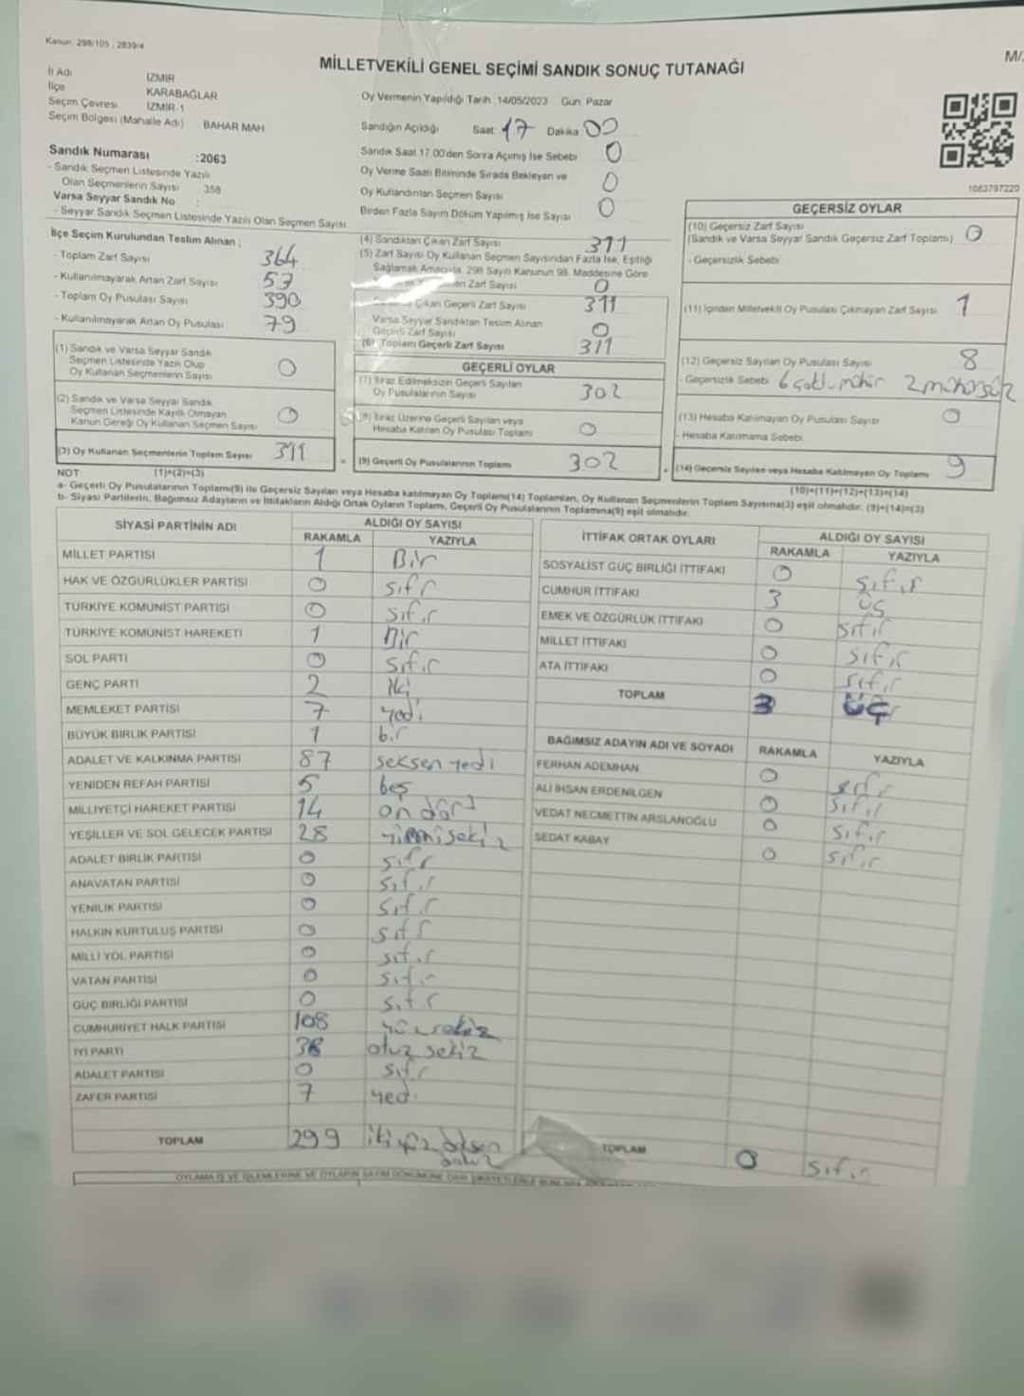 Kanun: 298/105 , 2839/4
MİLLETVEKİLİ GENEL SEÇİMİ SANDIK SONUÇ TUTANAĞI
M/
İl Adı İZMİR
İlçe KARABAĞLAR
Seçim Çevresi İZMİR-1
Seçim Bölgesi (Mahalle Adı) BAHAR MAH
Sandık Numarası :2063
- Sandık Seçmen Listesinde Yazılı
Olan Seçmenlerin Sayısı 358
Varsa Seyyar Sandık No :
- Seyyar Sandık Seçmen Listesinde Yazılı Olan Seçmen Sayısı
Oy Vermenin Yapıldığı Tarih :14/05/2023 Gün: Pazar
Sandığın Açıldığı Saat: 17 Dakika 00
Sandık Saat 17.00'den Sonra Açılmış İse Sebebi 0
Oy Verme Saati Bitiminde Sırada Bekleyen ve
Oy Kullandırılan Seçmen Sayısı 0
Birden Fazla Sayım Döküm Yapılmış İse Sayısı 0
1063797220
İlçe Seçim Kurulundan Teslim Alınan ;
- Toplam Zarf Sayısı 364
- Kullanılmayarak Artan Zarf Sayısı 53
- Toplam Oy Pusulası Sayısı 390
- Kullanılmayarak Artan Oy Pusulası 79
(1) Sandık ve Varsa Seyyar Sandık
Seçmen Listesinde Yazılı Olup
Oy Kullanan Seçmenlerin Sayısı 0
(2) Sandık ve Varsa Seyyar Sandık
Seçmen Listesinde Kayıtlı Olmayan
Kanun Gereği Oy Kullanan Seçmen Sayısı 0
(3) Oy Kullanan Seçmenlerin Toplam Sayısı 311
(4) Sandıktan Çıkan Zarf Sayısı 311
(5) Zarf Sayısı Oy Kullanan Seçmen Sayısından Fazla İse, Eşitliği
Sağlamak Amacıyla, 298 Sayılı Kanunun 98. Maddesine Göre
Zarf Sayısı 0
Çıkan Geçerli Zarf Sayısı 311
Varsa Seyyar Sandıktan Teslim Alınan
Geçerli Zarf Sayısı 0
(6) Toplam Geçerli Zarf Sayısı 311
GEÇERLİ OYLAR
(7) İtiraz Edilmeksizin Geçerli Sayılan
Oy Pusulalarının Sayısı 302
(8) İtiraz Üzerine Geçerli Sayılan veya
Hesaba Katılan Oy Pusulası Toplamı 0
(9) Geçerli Oy Pusulalarının Toplamı 302
GEÇERSİZ OYLAR
(10) Geçersiz Zarf Sayısı
(Sandık ve Varsa Seyyar Sandık Geçersiz Zarf Toplamı) 0
- Geçersizlik Sebebi
(11) İçinden Milletvekili Oy Pusulası Çıkmayan Zarf Sayısı 1
(12) Geçersiz Sayılan Oy Pusulası Sayısı 8
- Geçersizlik Sebebi 6 çoklu mühür 2 mühürsüz
(13) Hesaba Katılmayan Oy Pusulası Sayısı 0
- Hesaba Katılmama Sebebi
(14) Geçersiz Sayılan veya Hesaba Katılmayan Oy Toplamı 9
NOT: (1)+(2)=(3)
(10)+(11)+(12)+(13)=(14)
a- Geçerli Oy Pusulalarının Toplamı(9) ile Geçersiz Sayılan veya Hesaba katılmayan Oy Toplamı(14) Toplamları, Oy Kullanan Seçmenlerin Toplam Sayısına(3) eşit olmalıdır. (9)+(14)=(3)
b- Siyasi Partilerin, Bağımsız Adayların ve İttifakların Aldığı Ortak Oyların Toplamı, Geçerli Oy Pusulalarının Toplamına(9) eşit olmalıdır.
SİYASİ PARTİNİN ADI ALDIĞI OY SAYISI
RAKAMLA YAZIYLA
MİLLET PARTİSİ 1 Bir
HAK VE ÖZGÜRLÜKLER PARTİSİ 0 sıfır
TÜRKİYE KOMÜNİST PARTİSİ 0 sıfır
TÜRKİYE KOMÜNİST HAREKETİ 1 Bir
SOL PARTİ 0 sıfır
GENÇ PARTİ 2 iki
MEMLEKET PARTİSİ 7 yedi
BÜYÜK BİRLİK PARTİSİ 1 bir
ADALET VE KALKINMA PARTİSİ 87 seksen yedi
YENİDEN REFAH PARTİSİ 5 beş
MİLLİYETÇİ HAREKET PARTİSİ 14 on dört
YEŞİLLER VE SOL GELECEK PARTİSİ 28 yirmi sekiz
ADALET BİRLİK PARTİSİ 0 sıfır
ANAVATAN PARTİSİ 0 sıfır
YENİLİK PARTİSİ 0 sıfır
HALKIN KURTULUŞ PARTİSİ 0 sıfır
MİLLİ YOL PARTİSİ 0 sıfır
VATAN PARTİSİ 0 sıfır
GÜÇ BİRLİĞİ PARTİSİ 0 sıfır
CUMHURİYET HALK PARTİSİ 108 yüz sekiz
İYİ PARTİ 38 otuz sekiz
ADALET PARTİSİ 0 sıfır
ZAFER PARTİSİ 7 yedi
TOPLAM 299 iki yüz doksan dokuz
İTTİFAK ORTAK OYLARI ALDIĞI OY SAYISI
RAKAMLA YAZIYLA
SOSYALİST GÜÇ BİRLİĞİ İTTİFAKI 0 sıfır
CUMHUR İTTİFAKI 3 üç
EMEK VE ÖZGÜRLÜK İTTİFAKI 0 sıfır
MİLLET İTTİFAKI 0 sıfır
ATA İTTİFAKI 0 sıfır
TOPLAM 3 üç
BAĞIMSIZ ADAYIN ADI VE SOYADI RAKAMLA YAZIYLA
FERHAN ADEMHAN 0 sıfır
ALİ İHSAN ERDENİLGEN 0 sıfır
VEDAT NECMETTİN ARSLANOĞLU 0 sıfır
SEDAT KABAY 0 sıfır
TOPLAM 0 sıfır